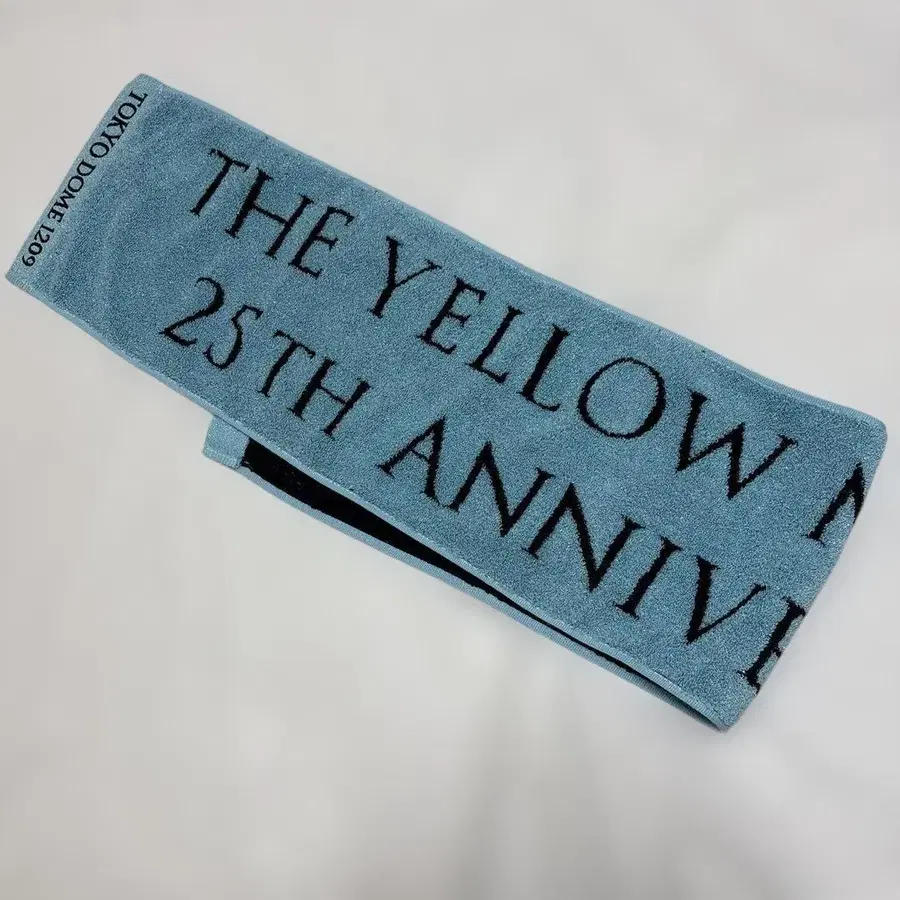 TOKYO DOME 1209
THE YELLOW
25TH ANNIV